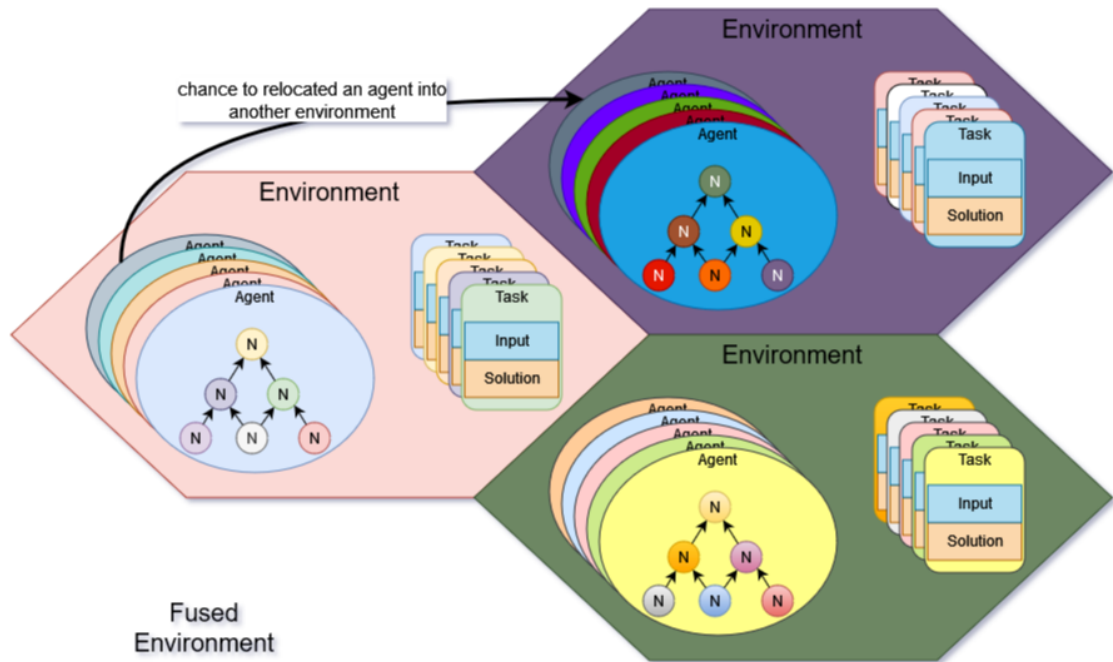 Environment
chance to relocated an agent into
another environment
Agent
Agent
Agent
Agent
Agent
N
N
N
N
N
N
Task
Task
Task
Task
Task
Input
Solution
Environment
Agent
Agent
Agent
Agent
Agent
N
N
N
N
N
N
Task
Task
Task
Task
Task
Input
Solution
Environment
Agent
Agent
Agent
Agent
Agent
N
N
N
N
N
N
Task
Task
Task
Task
Task
Input
Solution
Fused
Environment